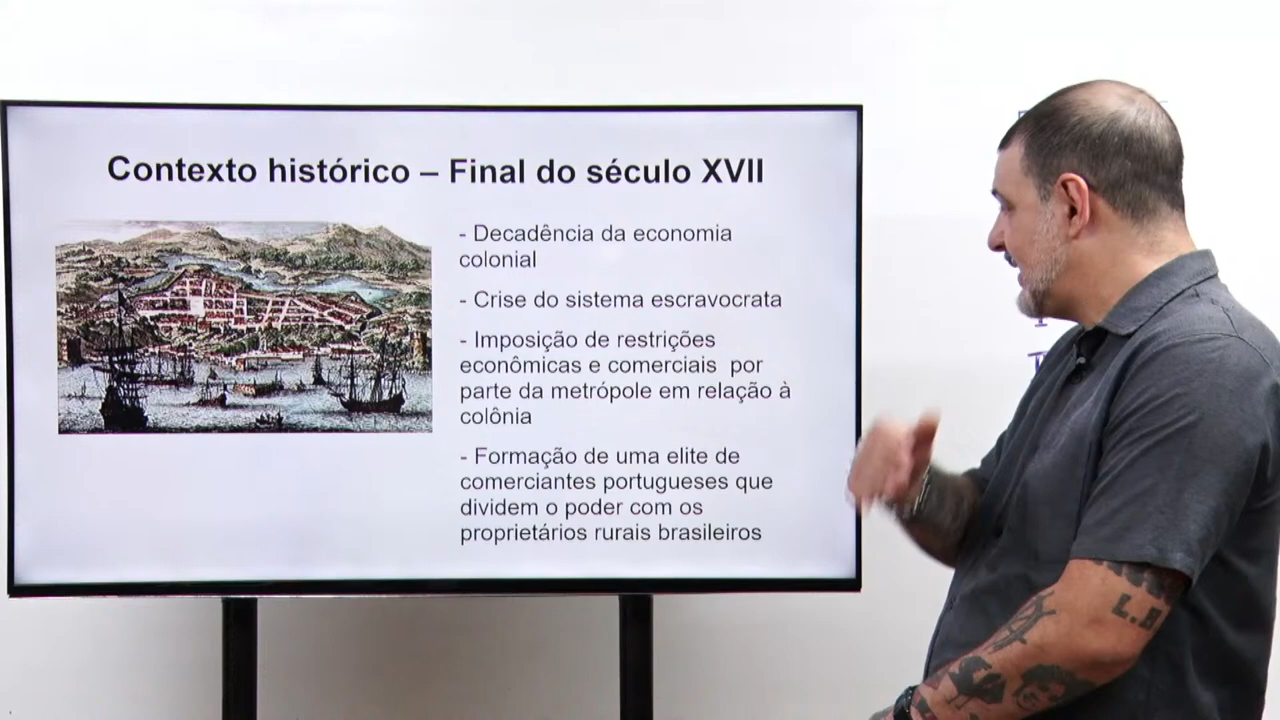 Contexto histórico – Final do século XVII
- Decadência da economia
colonial
- Crise do sistema escravocrata
- Imposição de restrições
econômicas e comerciais por
parte da metrópole em relação à
colônia
- Formação de uma elite de
comerciantes portugueses que
dividem o poder com os
proprietários rurais brasileiros
L.B